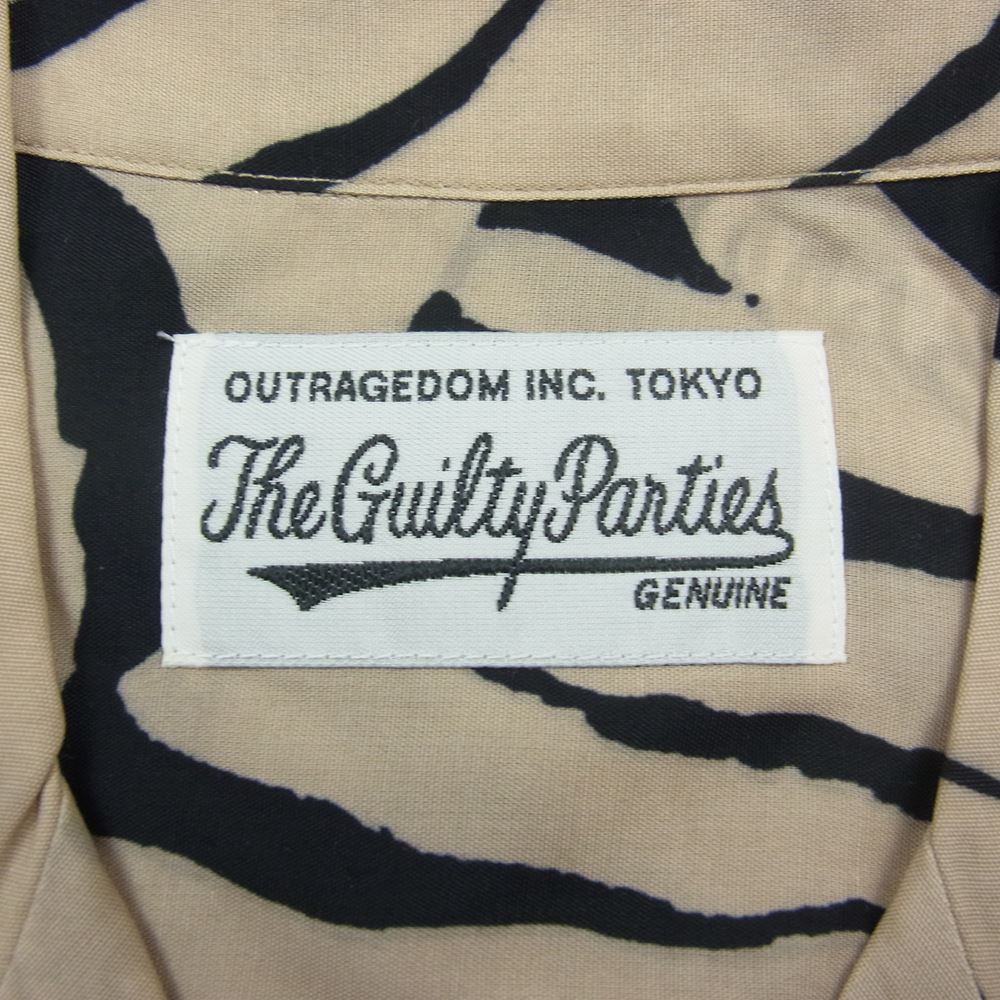 OUTRAGEDOM INC. TOKYO
The Guilty Parties
GENUINE